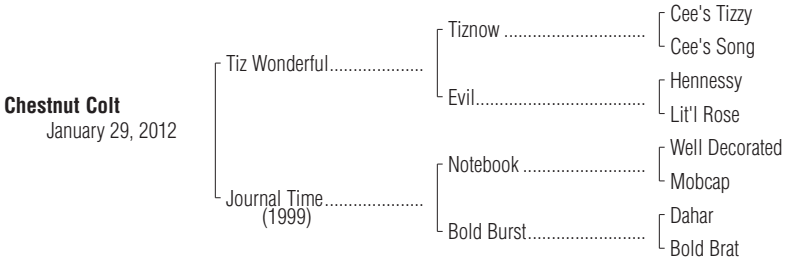 Cee's Tizzy
Tiznow ................................
Cee's Song
Tiz Wonderful.....................
Hennessy
Evil.......................................
Lit'l Rose
Chestnut Colt
January 29, 2012
Well Decorated
Notebook ............................
Mobcap
Journal Time......................
(1999)
Dahar
Bold Burst...........................
Bold Brat